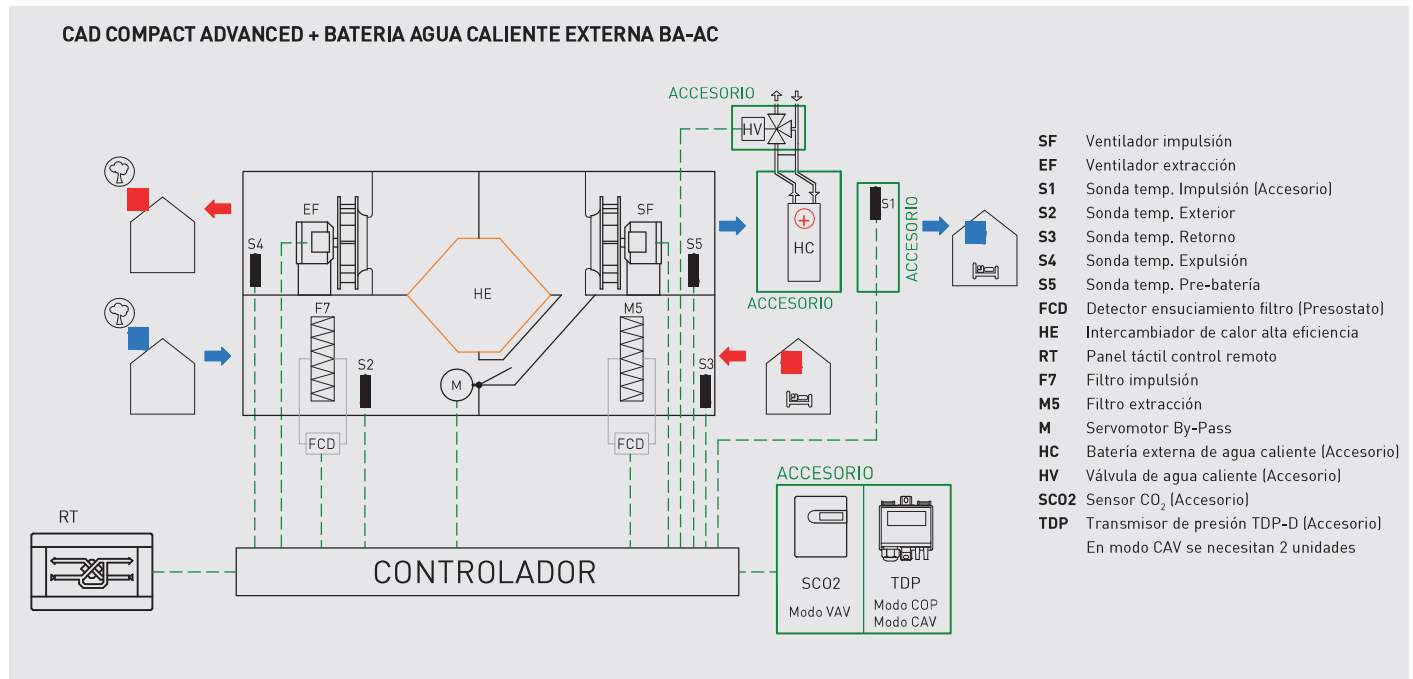 CAD COMPACT ADVANCED + BATERIA AGUA CALIENTE EXTERNA BA-AC
ACCESORIO
HV
EF
SF
S4
S5
HE
HC
S1
ACCESORIO
ACCESORIO
F7
M5
S2
M
S3
FCD
FCD
RT
CONTROLADOR
ACCESORIO
SCO2
Modo VAV
TDP
Modo COP
Modo CAV
SF Ventilador impulsión
EF Ventilador extracción
S1 Sonda temp. Impulsión (Accesorio)
S2 Sonda temp. Exterior
S3 Sonda temp. Retorno
S4 Sonda temp. Expulsión
S5 Sonda temp. Pre-batería
FCD Detector ensuciamiento filtro (Presostato)
HE Intercambiador de calor alta eficiencia
RT Panel táctil control remoto
F7 Filtro impulsión
M5 Filtro extracción
M Servomotor By-Pass
HC Batería externa de agua caliente (Accesorio)
HV Válvula de agua caliente (Accesorio)
SCO2 Sensor CO₂ (Accesorio)
TDP Transmisor de presión TDP-D (Accesorio)
En modo CAV se necesitan 2 unidades